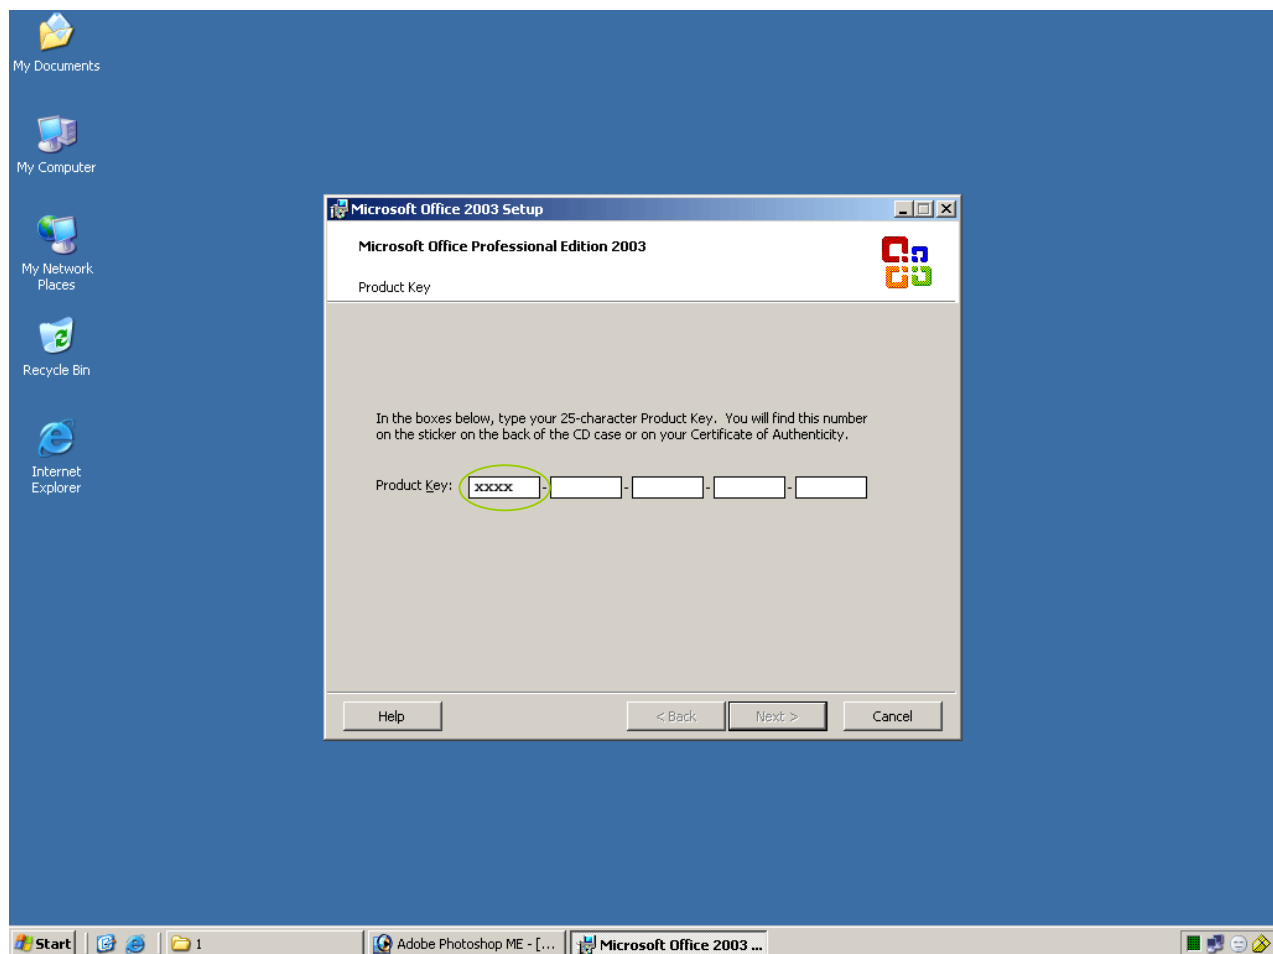 My Documents
My Computer
My Network
Places
Recycle Bin
Internet
Explorer
Microsoft Office 2003 Setup
Microsoft Office Professional Edition 2003
Product Key
In the boxes below, type your 25-character Product Key.  You will find this number
on the sticker on the back of the CD case or on your Certificate of Authenticity.
Product Key: xxxx - - - -
Help
< Back
Next >
Cancel
Start
1
Adobe Photoshop ME - [...
Microsoft Office 2003 ...